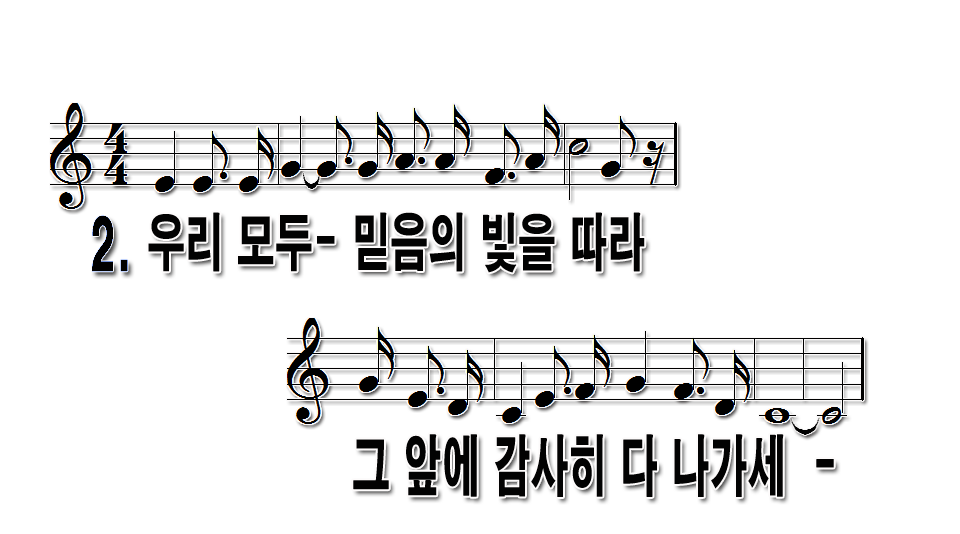 4/4
2. 우리 모두- 믿음의 빛을 따라
그 앞에 감사히 다 나가세 -